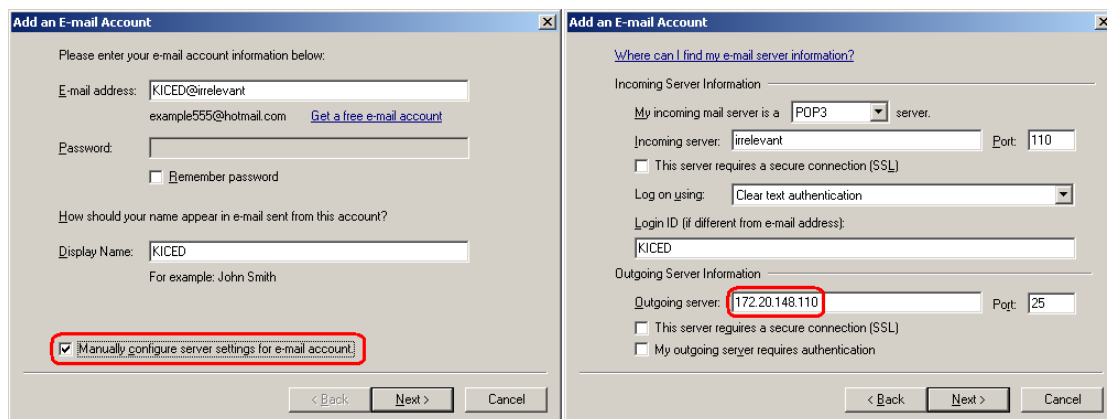 Add an E-mail Account
Please enter your e-mail account information below:
E-mail address: KICED@irrelevant
example555@hotmail.com Get a free e-mail account
Password:
Remember password
How should your name appear in e-mail sent from this account?
Display Name: KICED
For example: John Smith
Manually configure server settings for e-mail account.
< Back Next > Cancel
Add an E-mail Account
Where can I find my e-mail server information?
Incoming Server Information
My incoming mail server is a POP3 server.
Incoming server: irrelevant Port: 110
This server requires a secure connection (SSL)
Log on using: Clear text authentication
Login ID (if different from e-mail address):
KICED
Outgoing Server Information
Outgoing server: 172.20.148.110 Port: 25
This server requires a secure connection (SSL)
My outgoing server requires authentication
< Back Next > Cancel